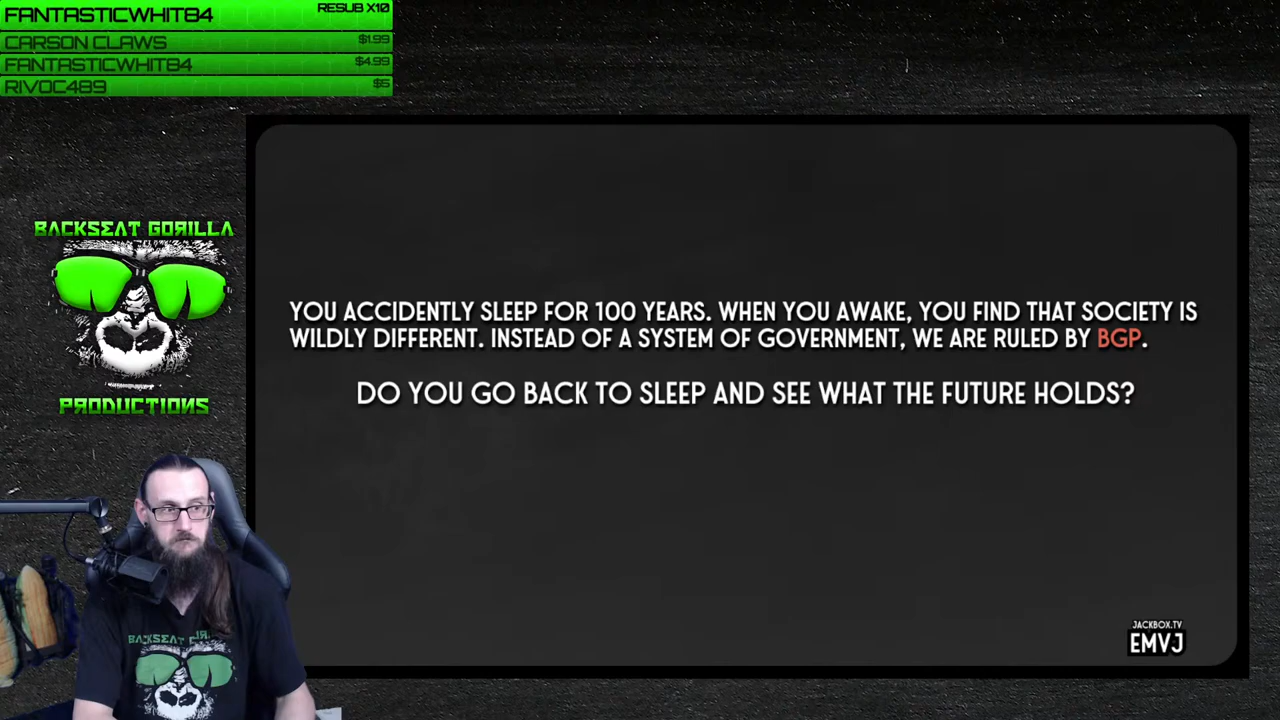 FANTASTICWHIT84 RESUB X10
CARSON CLAWS $1.99
FANTASTICWHIT84 $4.99
RIVOC489 $5
BACKSEAT GORILLA
PRODUCTIONS
YOU ACCIDENTLY SLEEP FOR 100 YEARS. WHEN YOU AWAKE, YOU FIND THAT SOCIETY IS
WILDLY DIFFERENT. INSTEAD OF A SYSTEM OF GOVERNMENT, WE ARE RULED BY BGP.
DO YOU GO BACK TO SLEEP AND SEE WHAT THE FUTURE HOLDS?
JACKBOX.TV
EMVJ
BACKSEAT